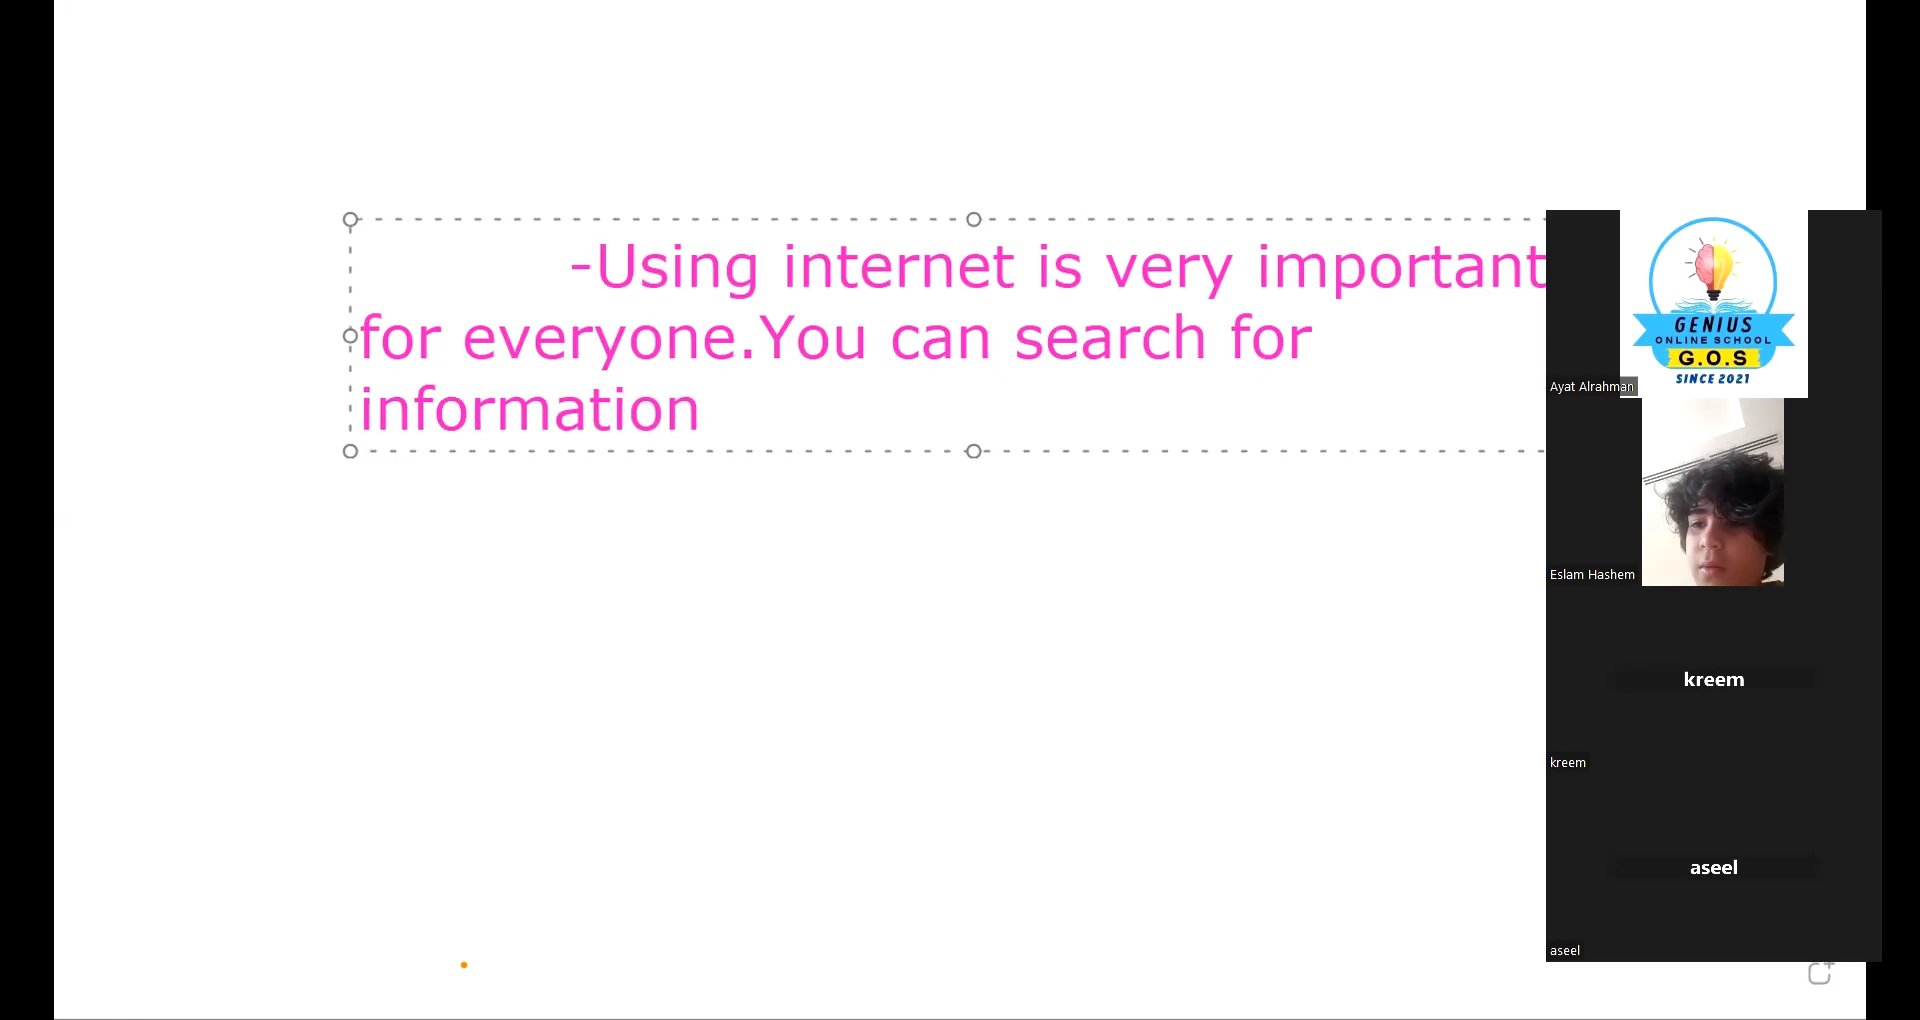 -Using internet is very important
for everyone.You can search for
information
GENIUS
ONLINE SCHOOL
G.O.S
SINCE 2021
Ayat Alrahman
Eslam Hashem
kreem
kreem
aseel
aseel